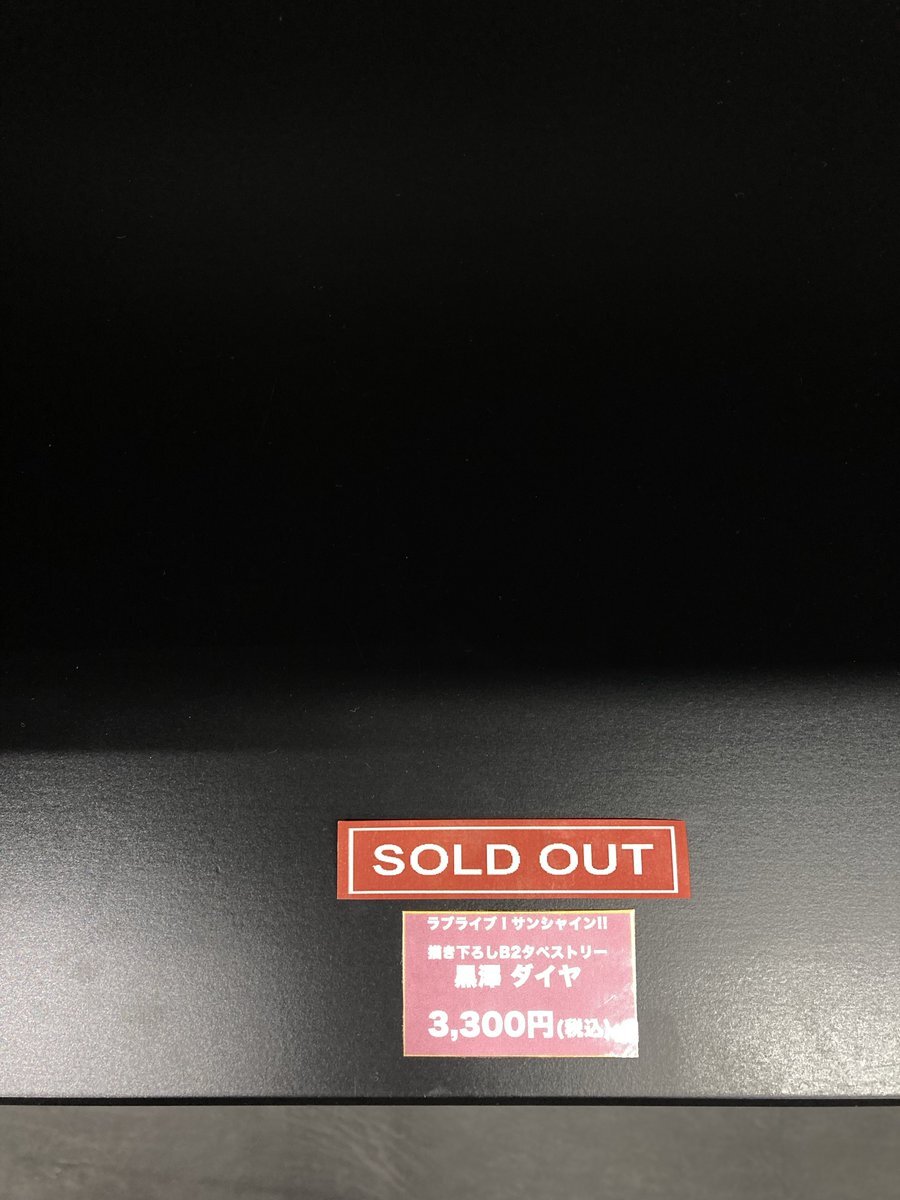 SOLD OUT
ラブライブ！サンシャイン!!
描き下ろしB2タペストリー
黒澤 ダイヤ
3,300円(税込)